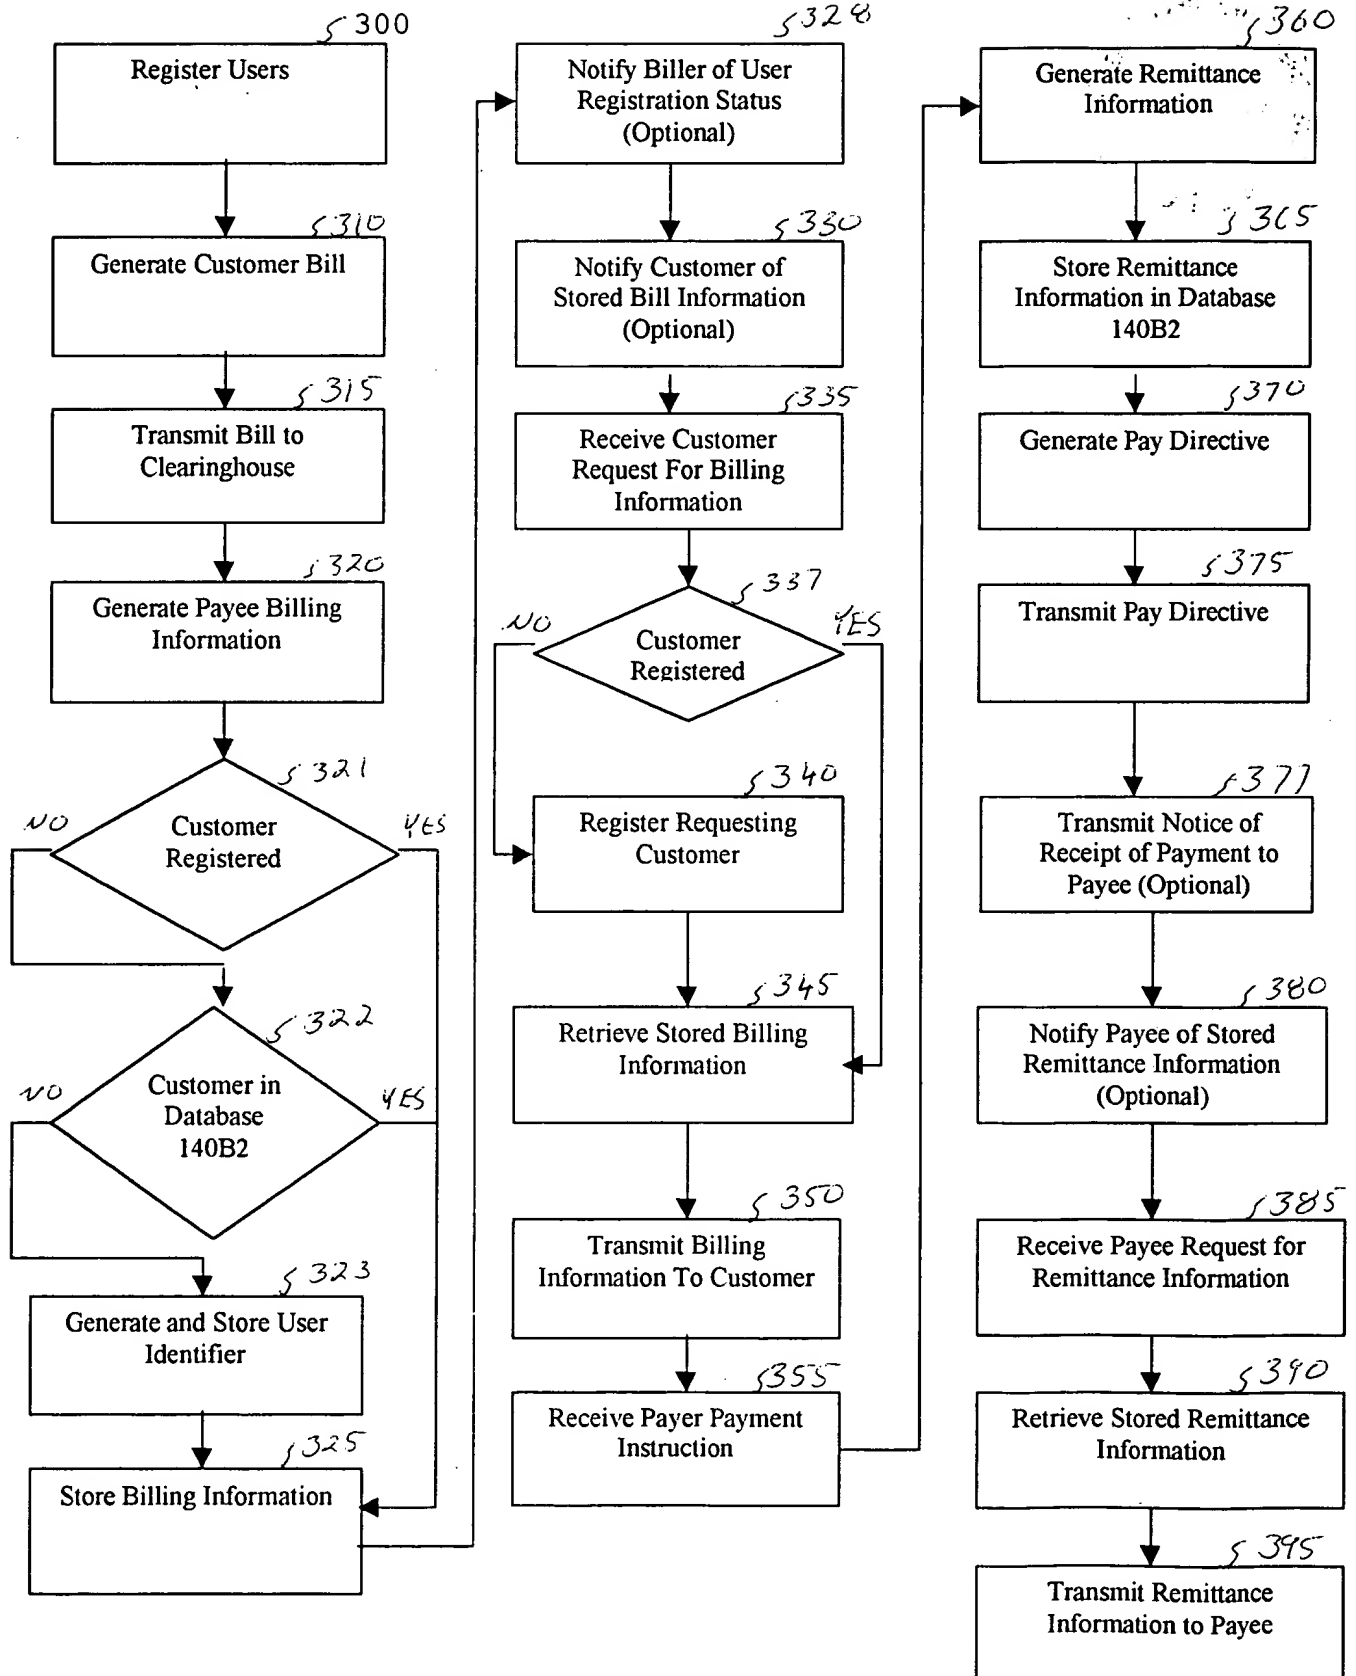 300
Register Users
310
Generate Customer Bill
315
Transmit Bill to
Clearinghouse
320
Generate Payee Billing
Information
321
NO
Customer
Registered
YES
322
NO
Customer in
Database
140B2
YES
323
Generate and Store User
Identifier
325
Store Billing Information
328
Notify Biller of User
Registration Status
(Optional)
330
Notify Customer of
Stored Bill Information
(Optional)
335
Receive Customer
Request For Billing
Information
337
NO
Customer
Registered
YES
340
Register Requesting
Customer
345
Retrieve Stored Billing
Information
350
Transmit Billing
Information To Customer
355
Receive Payer Payment
Instruction
360
Generate Remittance
Information
365
Store Remittance
Information in Database
140B2
370
Generate Pay Directive
375
Transmit Pay Directive
377
Transmit Notice of
Receipt of Payment to
Payee (Optional)
380
Notify Payee of Stored
Remittance Information
(Optional)
385
Receive Payee Request for
Remittance Information
390
Retrieve Stored Remittance
Information
395
Transmit Remittance
Information to Payee